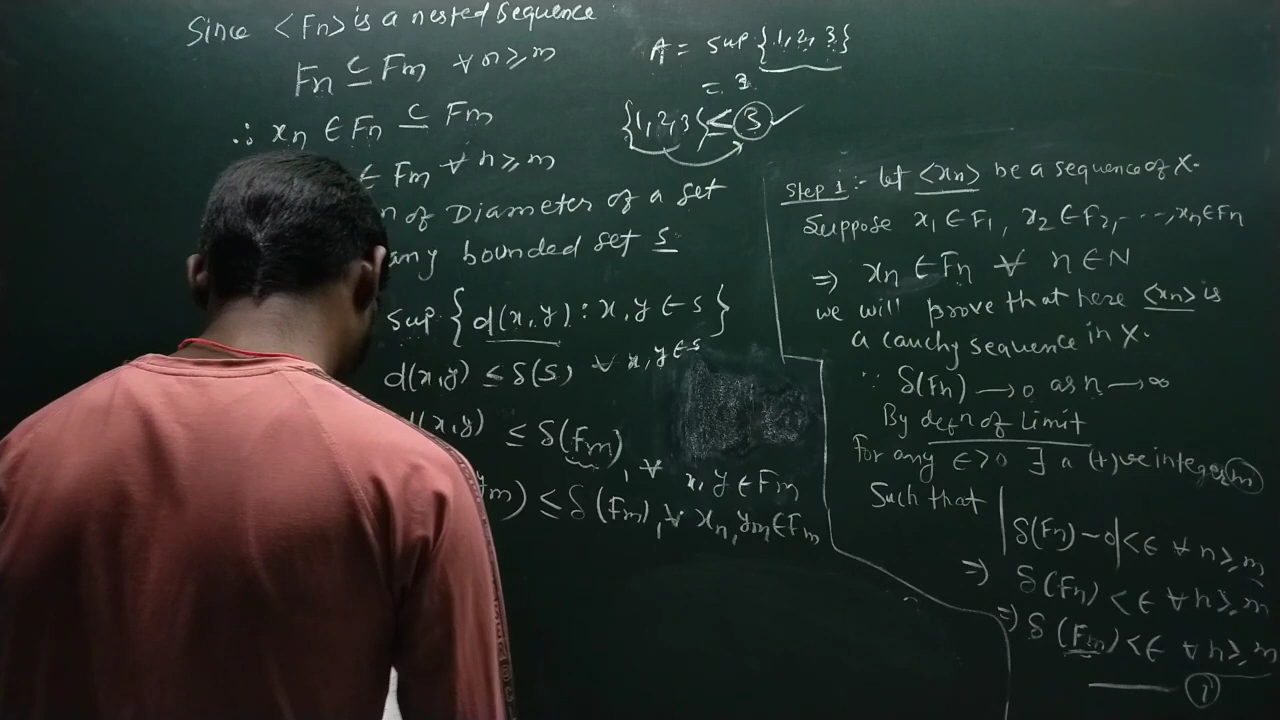 Since <Fn> is a nested sequence
Fn ⊆ Fm ∀ n ≥ m
∴ xn ∈ Fn ⊆ Fm
∈ Fm ∀ n ≥ m
n of Diameter of a set
any bounded set S
sup. { d(x, y) : x, y ∈ S }
d(x, y) ≤ δ(S) ∀ x, y ∈ S
d(x, y) ≤ δ(Fm), ∀ x, y ∈ Fm
m) ≤ δ(Fm), ∀ xn, ym ∈ Fm
A = Sup. {1, 2, 3}
= 3.
{1, 2, 3} ≤ 3 ✓
Step 1 :- let <xn> be a sequence of X.
Suppose x1 ∈ F1, x2 ∈ F2, ----, xn ∈ Fn
⇒ xn ∈ Fn ∀ n ∈ N
we will prove that here <xn> is
a cauchy sequence in X.
∵ δ(Fn) → 0 as n → ∞
By defn of limit
For any ∈ > 0 ∃ a (+)ve integer m
Such that
|δ(Fn) - 0| < ∈ ∀ n ≥ m
⇒ δ(Fn) < ∈ ∀ n ≥ m
⇒ δ(Fm) < ∈ ∀ n ≥ m
—— (i)